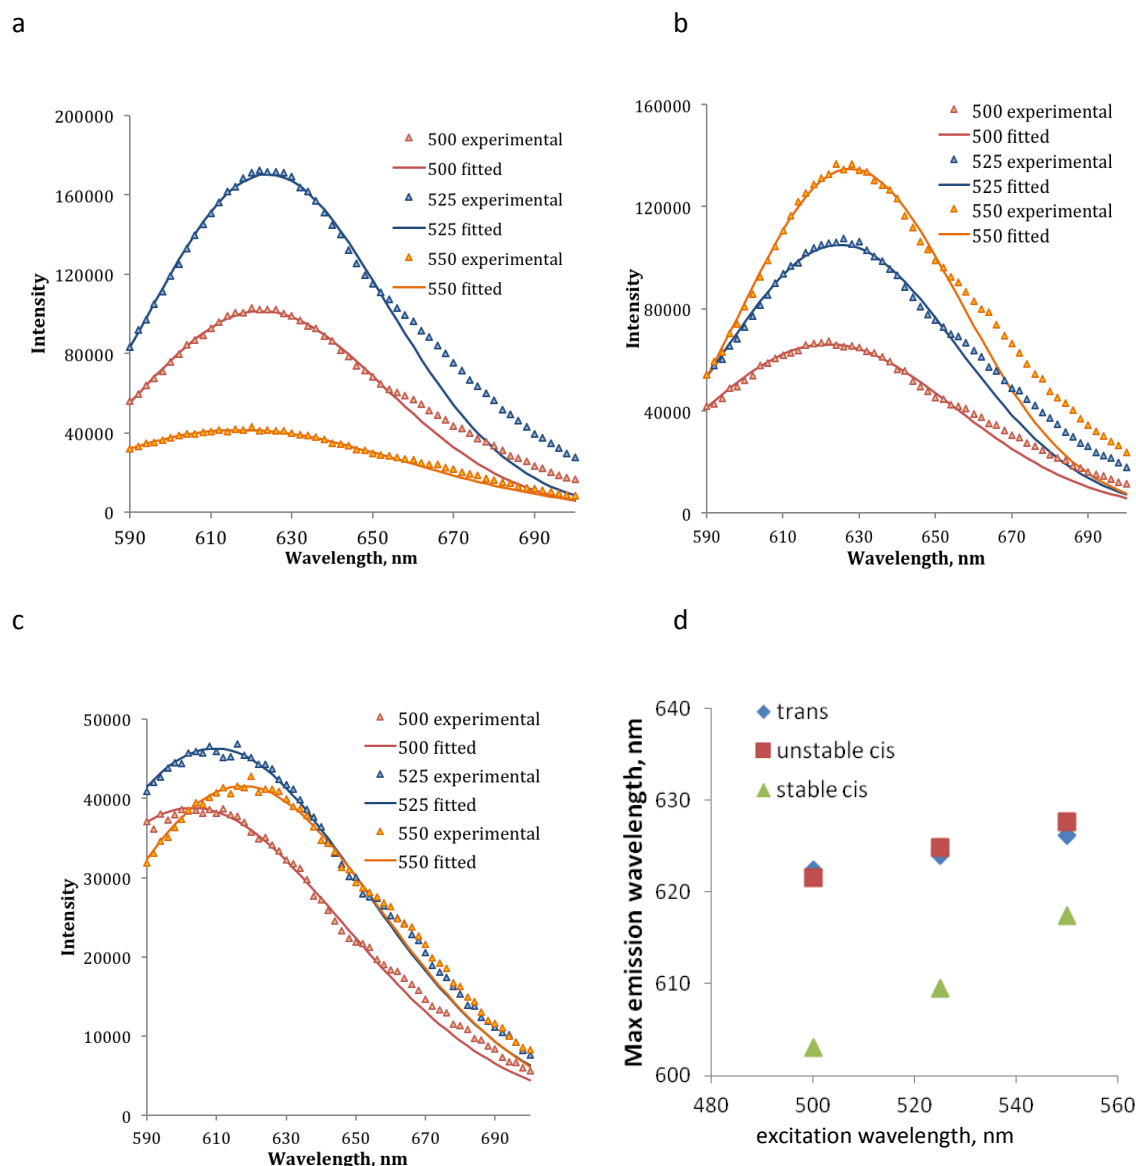 a
200000
160000
120000
80000
40000
0
Intensity
500 experimental
500 fitted
525 experimental
525 fitted
550 experimental
550 fitted
590 610 630 650 670 690
Wavelength, nm
b
160000
120000
80000
40000
0
Intensity
500 experimental
500 fitted
525 experimental
525 fitted
550 experimental
550 fitted
590 610 630 650 670 690
Wavelength, nm
c
50000
40000
30000
20000
10000
0
Intensity
500 experimental
500 fitted
525 experimental
525 fitted
550 experimental
550 fitted
590 610 630 650 670 690
Wavelength, nm
d
640
630
620
610
600
Max emission wavelength, nm
trans
unstable cis
stable cis
480 500 520 540 560
excitation wavelength, nm